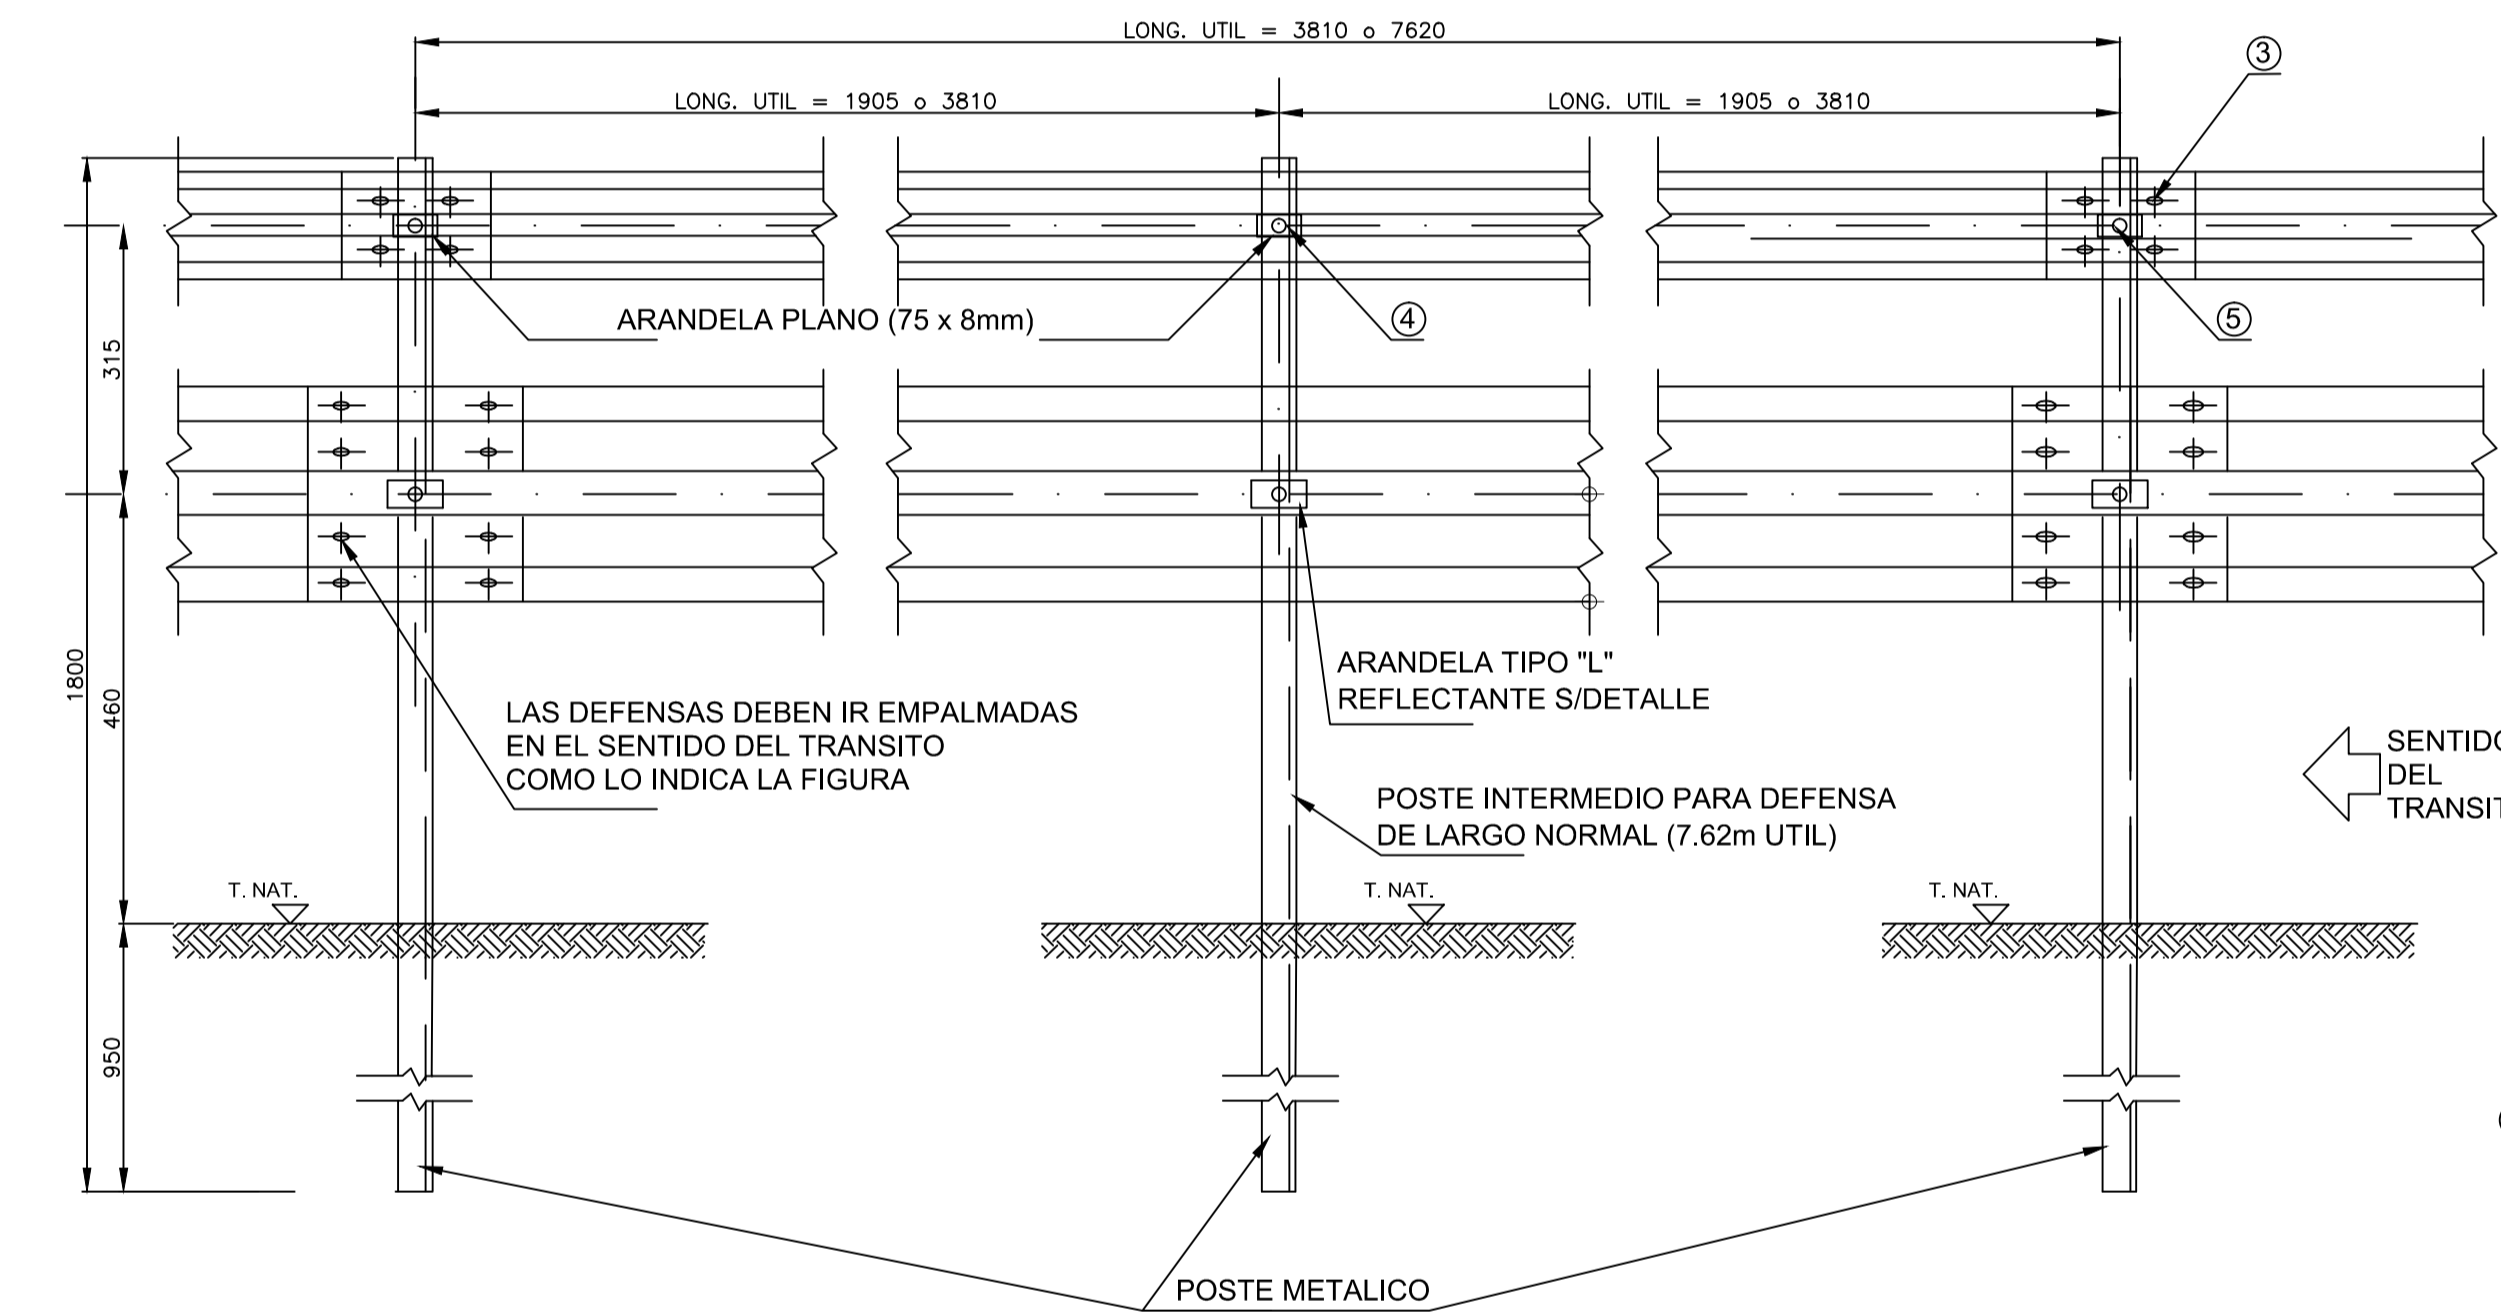 LONG. UTIL = 3810 o 7620
3
LONG. UTIL = 1905 o 3810
LONG. UTIL = 1905 o 3810
ARANDELA PLANO (75 x 8mm)
4
5
315
1800
460
950
ARANDELA TIPO "L"
REFLECTANTE S/DETALLE
LAS DEFENSAS DEBEN IR EMPALMADAS
EN EL SENTIDO DEL TRANSITO
COMO LO INDICA LA FIGURA
SENTIDO
DEL
TRANSIT
POSTE INTERMEDIO PARA DEFENSA
DE LARGO NORMAL (7.62m UTIL)
T. NAT.
T. NAT.
T. NAT.
POSTE METALICO